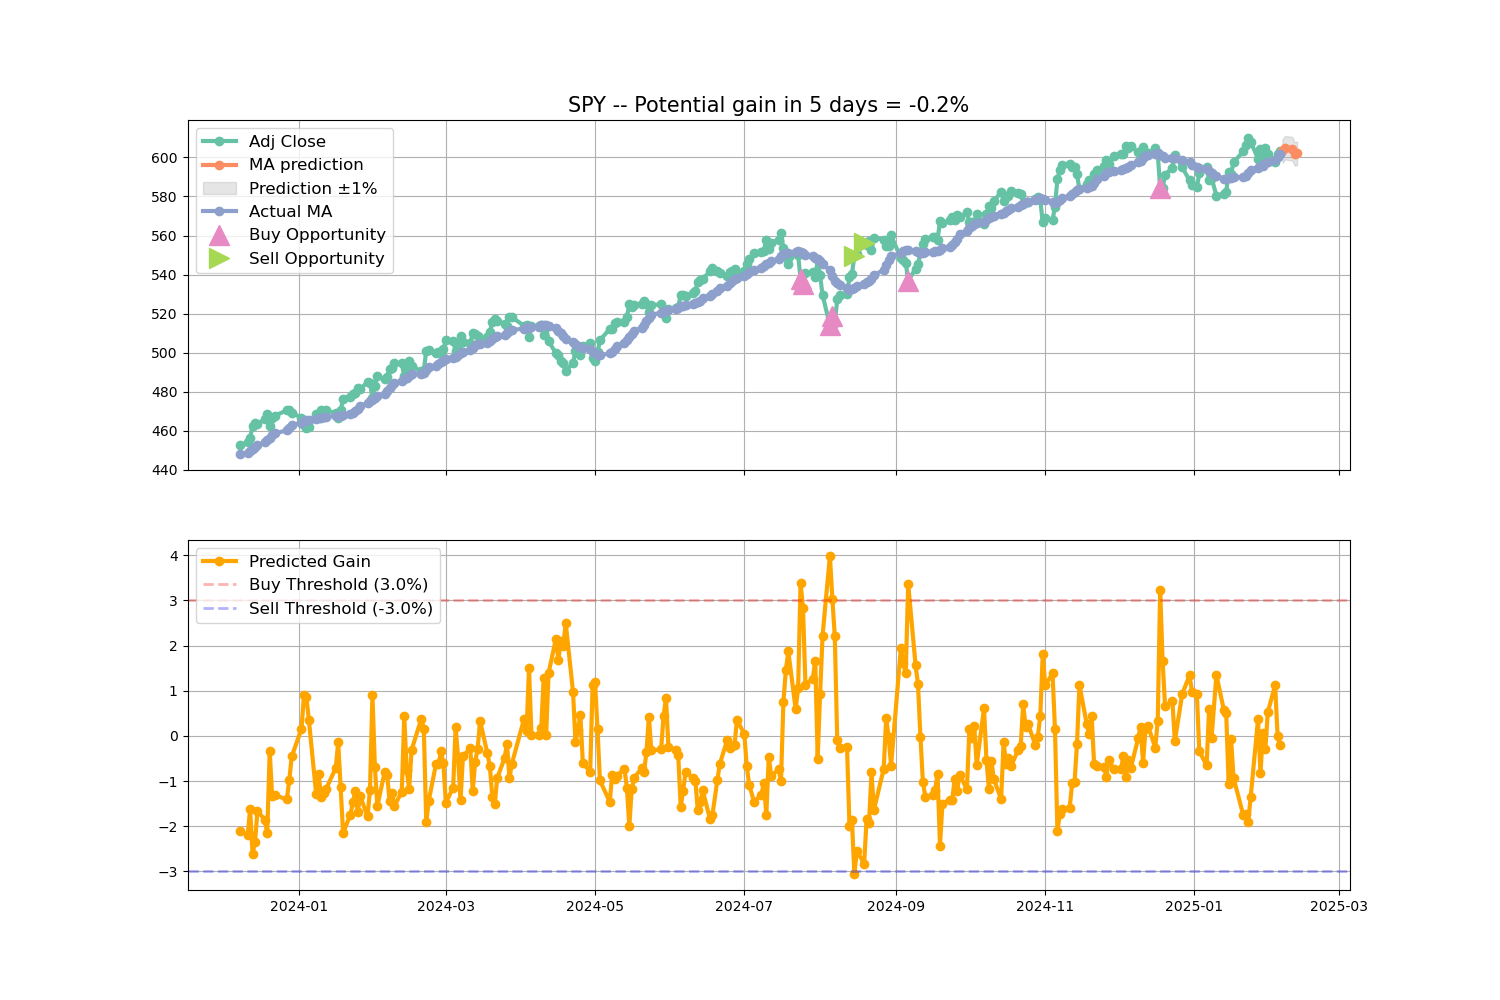 SPY -- Potential gain in 5 days = -0.2%
Adj Close
MA prediction
Prediction ±1%
Actual MA
Buy Opportunity
Sell Opportunity
600
580
560
540
520
500
480
460
440
Predicted Gain
Buy Threshold (3.0%)
Sell Threshold (-3.0%)
4
3
2
1
0
−1
−2
−3
2024-01 2024-03 2024-05 2024-07 2024-09 2024-11 2025-01 2025-03